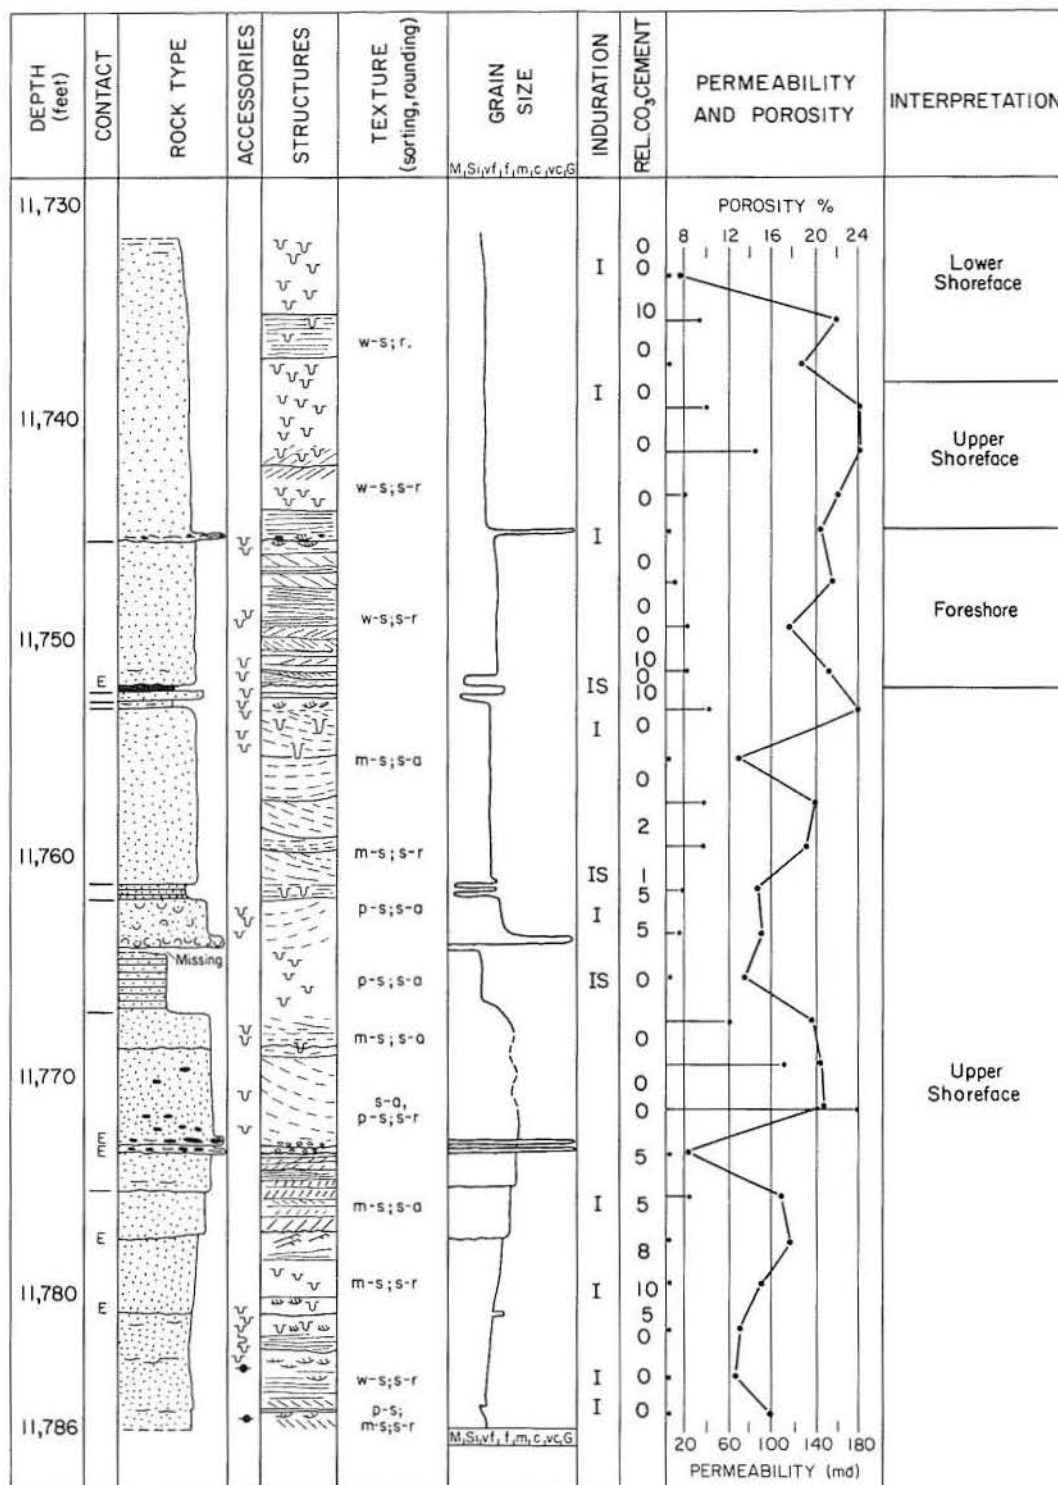 DEPTH
(feet)
CONTACT
ROCK TYPE
ACCESSORIES
STRUCTURES
TEXTURE
(sorting, rounding)
GRAIN
SIZE
M Si vf f m c vc G
INDURATION
REL. CO₃ CEMENT
PERMEABILITY
AND POROSITY
INTERPRETATION
POROSITY %
8 12 16 20 24
11,730
11,740
11,750
11,760
11,770
11,780
11,786
E
E
E
E
E
Missing
w-s; r.
w-s; s-r
w-s; s-r
m-s; s-a
m-s; s-r
p-s; s-a
p-s; s-a
m-s; s-a
s-a,
p-s; s-r
m-s; s-a
m-s; s-r
w-s; s-r
p-s;
m-s; s-r
M Si vf f m c vc G
I
I
I
IS
I
IS
I
IS
I
I
I
I
0
0
10
0
0
0
0
0
0
0
10
0
10
0
0
2
1
5
5
0
0
0
0
5
5
8
10
5
0
0
0
20 60 100 140 180
PERMEABILITY (md)
Lower
Shoreface
Upper
Shoreface
Foreshore
Upper
Shoreface